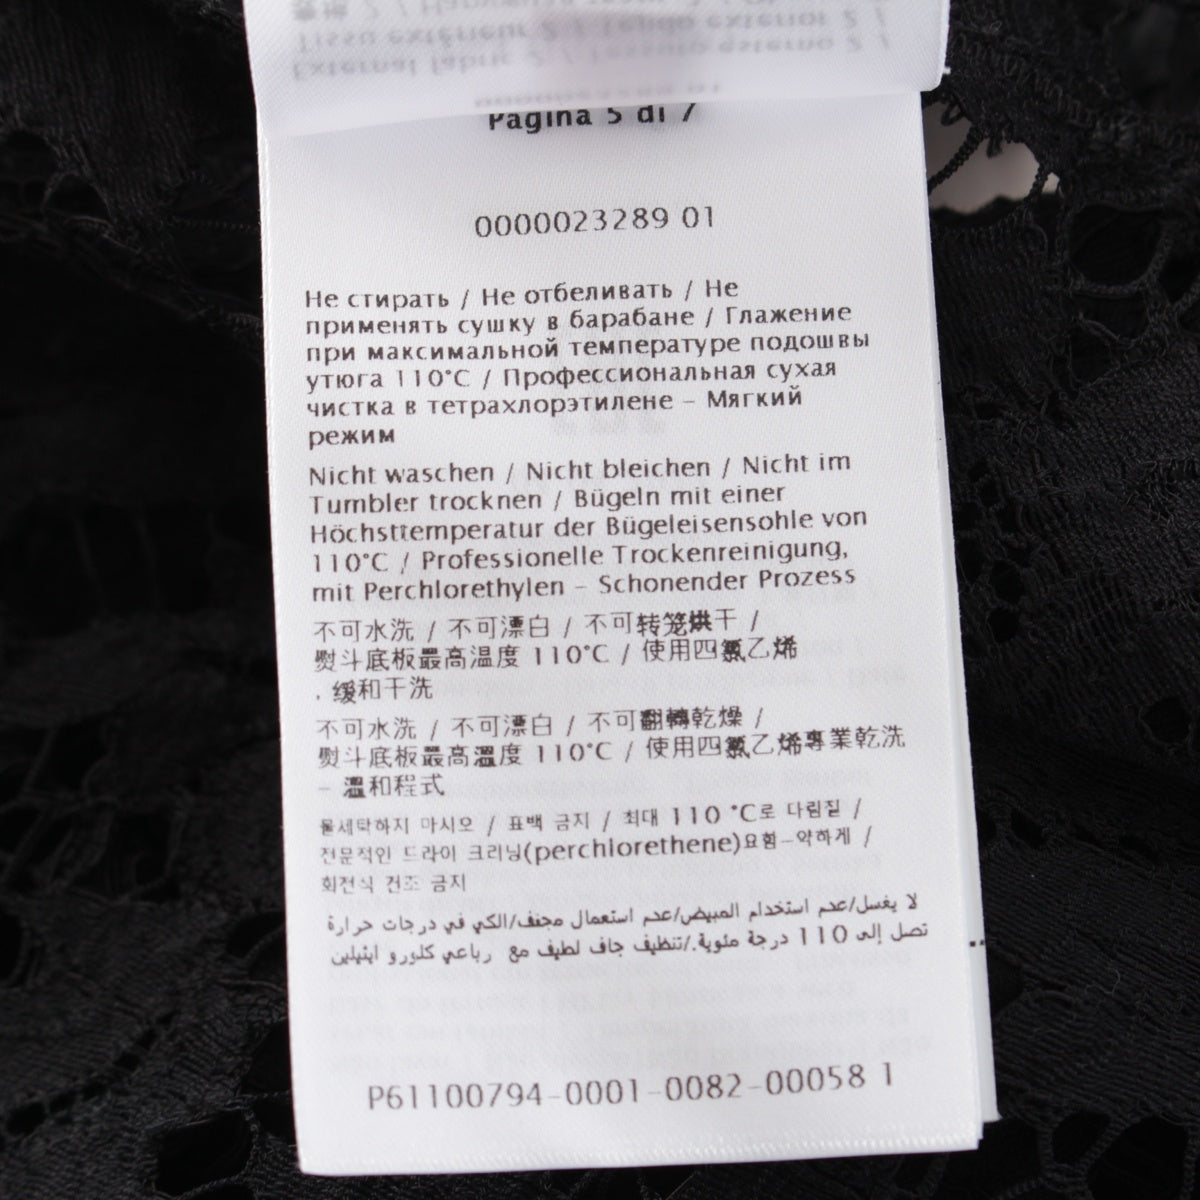 Pagina 5 di 7
0000023289 01
Не стирать / Не отбеливать / Не
применять сушку в барабане / Глажение
при максимальной температуре подошвы
утюга 110°C / Профессиональная сухая
чистка в тетрахлорэтилене – Мягкий
режим
Nicht waschen / Nicht bleichen / Nicht im
Tumbler trocknen / Bügeln mit einer
Höchsttemperatur der Bügeleisensohle von
110°C / Professionelle Trockenreinigung,
mit Perchlorethylen – Schonender Prozess
不可水洗 / 不可漂白 / 不可转笼烘干 /
熨斗底板最高温度 110°C / 使用四氯乙烯
. 缓和干洗
不可水洗 / 不可漂白 / 不可翻轉乾燥 /
熨斗底板最高溫度 110°C / 使用四氯乙烯專業乾洗
– 溫和程式
물세탁하지 마시오 / 표백 금지 / 최대 110 °C로 다림질 /
전문적인 드라이 크리닝(perchlorethene)요함-약하게 /
회전식 건조 금지
لا يغسل/عدم استخدام المبيض/عدم استعمال مجفف/الكي في درجات حرارة
تصل إلى 110 درجة مئوية./تنظيف جاف لطيف مع رباعي كلورو ايثيلين
P61100794-0001-0082-00058 1